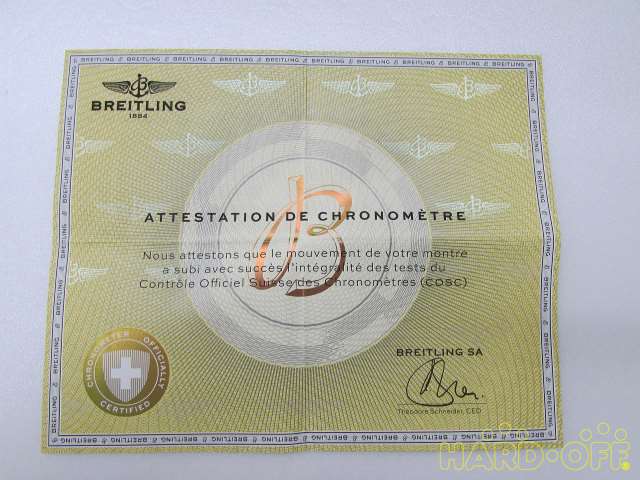 BREITLING
1884
ATTESTATION DE CHRONOMÈTRE
Nous attestons que le mouvement de votre montre
a subi avec succès l'intégralité des tests du
Contrôle Officiel Suisse des Chronomètres (COSC)
CHRONOMETER OFFICIALLY
CERTIFIED
BREITLING SA
Théodore Schneider, CEO
HARD·OFF